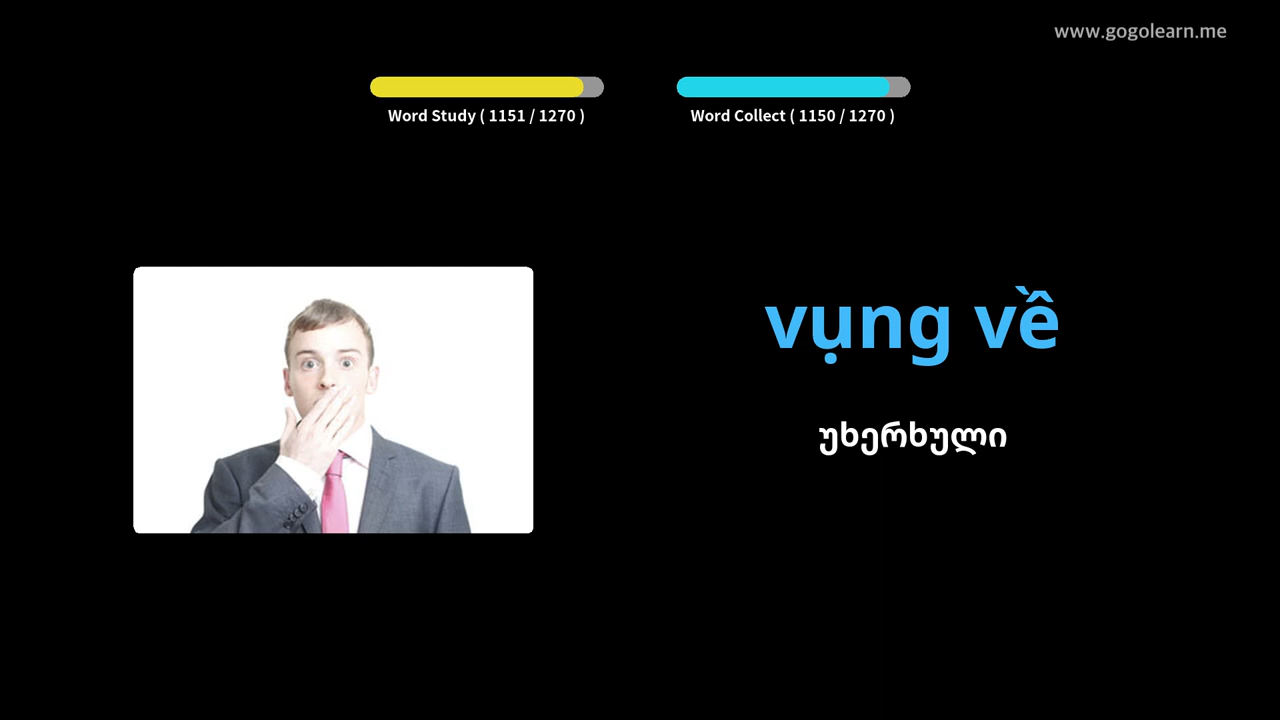 www.gogolearn.me
Word Study ( 1151 / 1270 )
Word Collect ( 1150 / 1270 )
vụng về
უხერხული